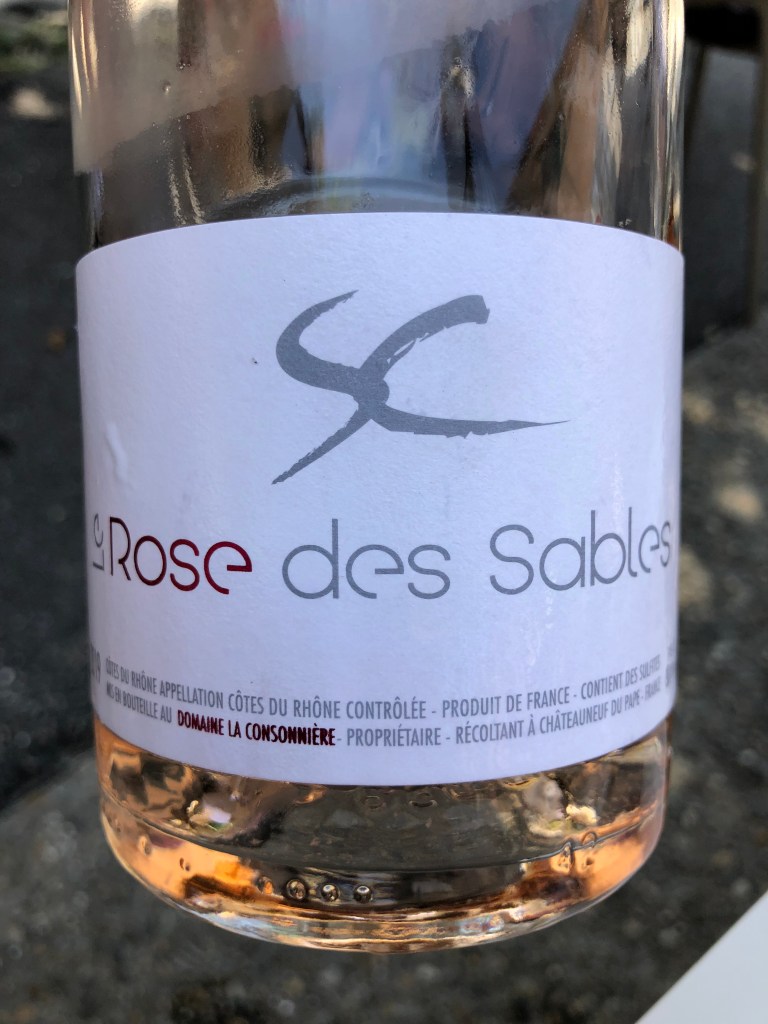 SC
Le Rose des Sables
CÔTES DU RHÔNE APPELLATION CÔTES DU RHÔNE CONTRÔLÉE - PRODUIT DE FRANCE - CONTIENT DES SULFITES
MIS EN BOUTEILLE AU DOMAINE LA CONSONNIÈRE - PROPRIÉTAIRE - RÉCOLTANT À CHÂTEAUNEUF DU PAPE - FRANCE